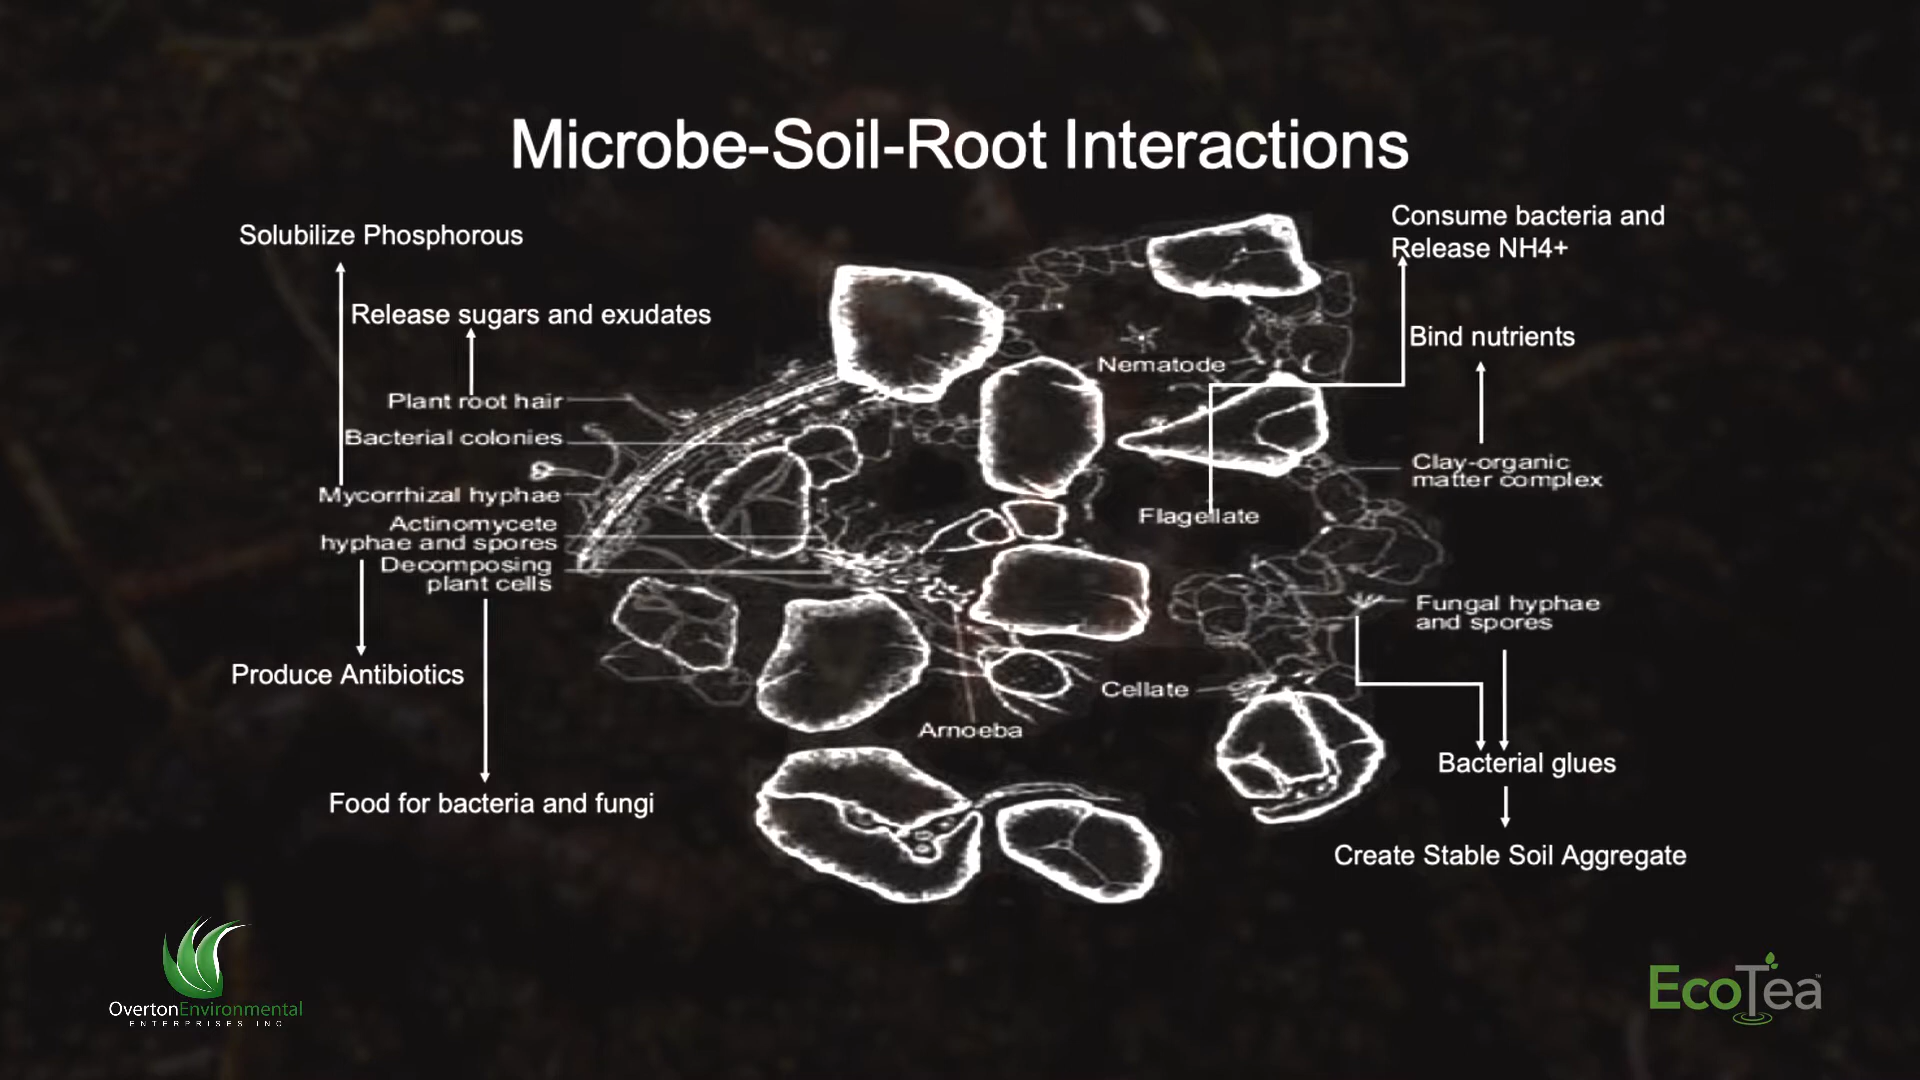 Microbe-Soil-Root Interactions
Solubilize Phosphorous
Release sugars and exudates
Plant root hair
Bacterial colonies
Mycorrhizal hyphae
Actinomycete
hyphae and spores
Decomposing
plant cells
Produce Antibiotics
Food for bacteria and fungi
Nematode
Flagellate
Arnoeba
Cellate
Consume bacteria and
Release NH4+
Bind nutrients
Clay-organic
matter complex
Fungal hyphae
and spores
Bacterial glues
Create Stable Soil Aggregate
OvertonEnvironmental
ENTERPRISES INC
EcoTea™